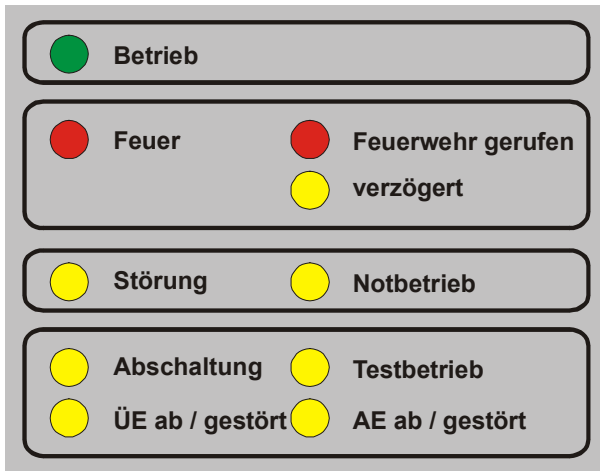 Betrieb
Feuer
Feuerwehr gerufen
verzögert
Störung
Notbetrieb
Abschaltung
Testbetrieb
ÜE ab / gestört
AE ab / gestört